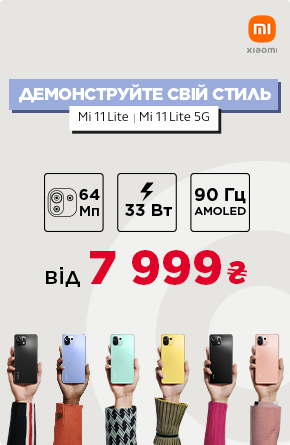 xiaomi
ДЕМОНСТРУЙТЕ СВІЙ СТИЛЬ
Mi 11 Lite | Mi 11 Lite 5G
64 Мп
33 Вт
90 Гц
AMOLED
від 7 999 ₴